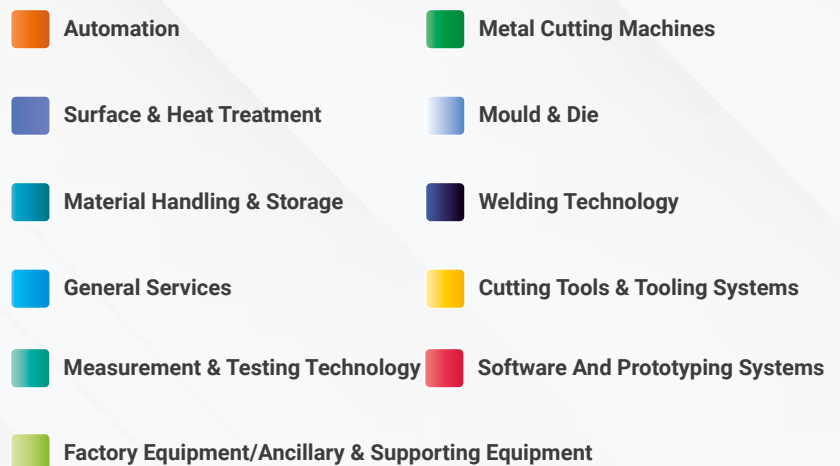 Automation
Metal Cutting Machines
Surface & Heat Treatment
Mould & Die
Material Handling & Storage
Welding Technology
General Services
Cutting Tools & Tooling Systems
Measurement & Testing Technology
Software And Prototyping Systems
Factory Equipment/Ancillary & Supporting Equipment